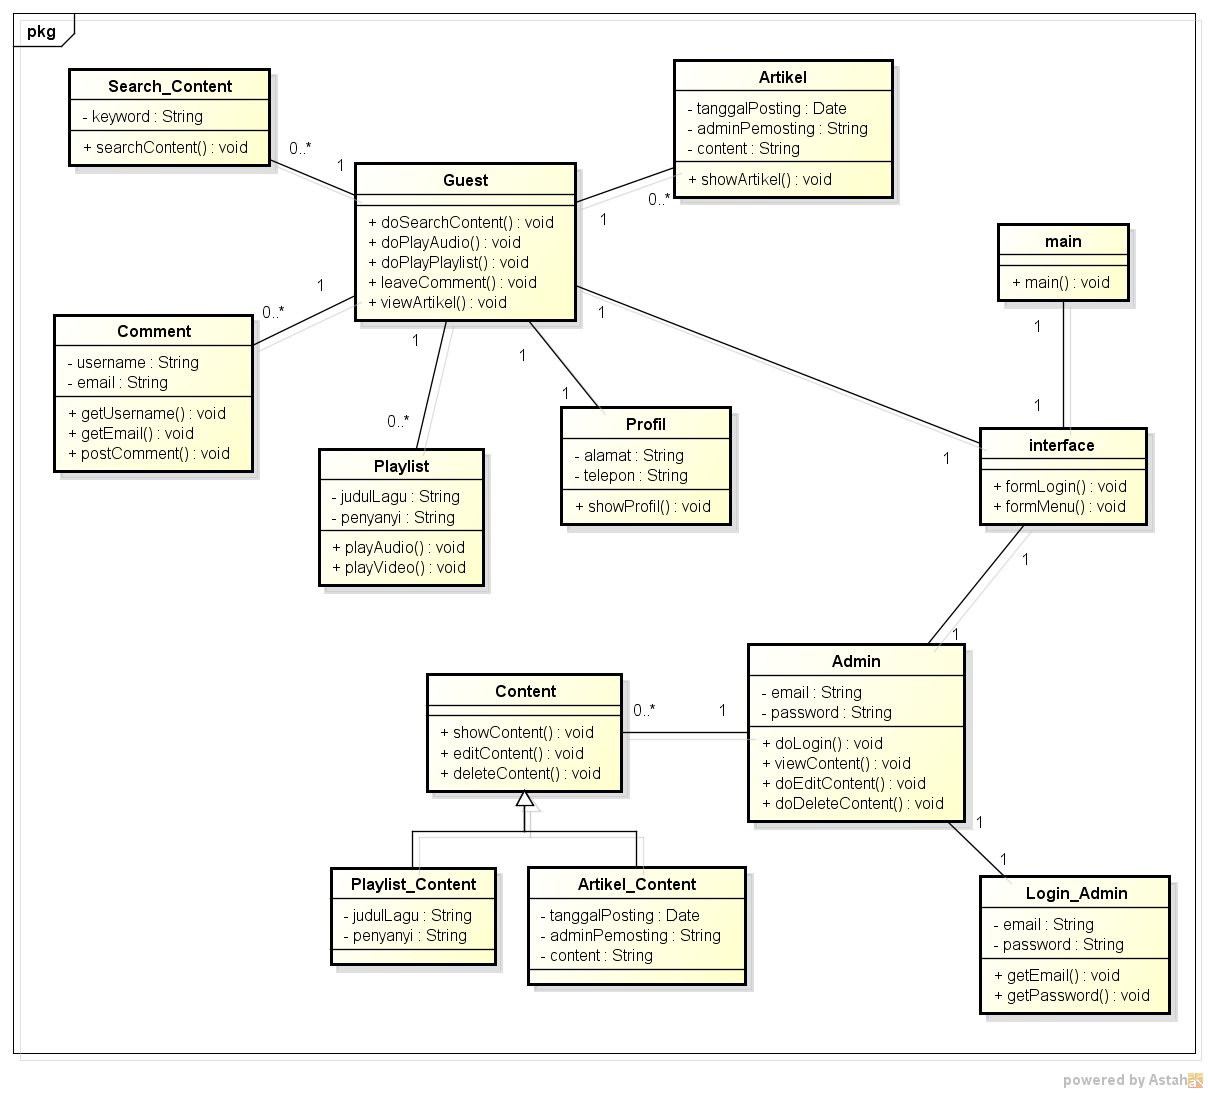 pkg
Search_Content
- keyword : String
+ searchContent() : void
0..*
1
Artikel
- tanggalPosting : Date
- adminPemosting : String
- content : String
+ showArtikel() : void
0..*
1
Guest
+ doSearchContent() : void
+ doPlayAudio() : void
+ doPlayPlaylist() : void
+ leaveComment() : void
+ viewArtikel() : void
main
+ main() : void
1
1
1
0..*
Comment
- username : String
- email : String
+ getUsername() : void
+ getEmail() : void
+ postComment() : void
1
0..*
1
1
1
1
Playlist
- judulLagu : String
- penyanyi : String
+ playAudio() : void
+ playVideo() : void
Profil
- alamat : String
- telepon : String
+ showProfil() : void
interface
+ formLogin() : void
+ formMenu() : void
1
1
Content
+ showContent() : void
+ editContent() : void
+ deleteContent() : void
0..*
1
Admin
- email : String
- password : String
+ doLogin() : void
+ viewContent() : void
+ doEditContent() : void
+ doDeleteContent() : void
1
1
Playlist_Content
- judulLagu : String
- penyanyi : String
Artikel_Content
- tanggalPosting : Date
- adminPemosting : String
- content : String
Login_Admin
- email : String
- password : String
+ getEmail() : void
+ getPassword() : void
powered by Astah